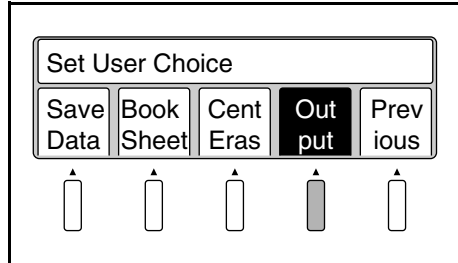 Set User Choice
Save Book Cent Out Prev
Data Sheet Eras put ious